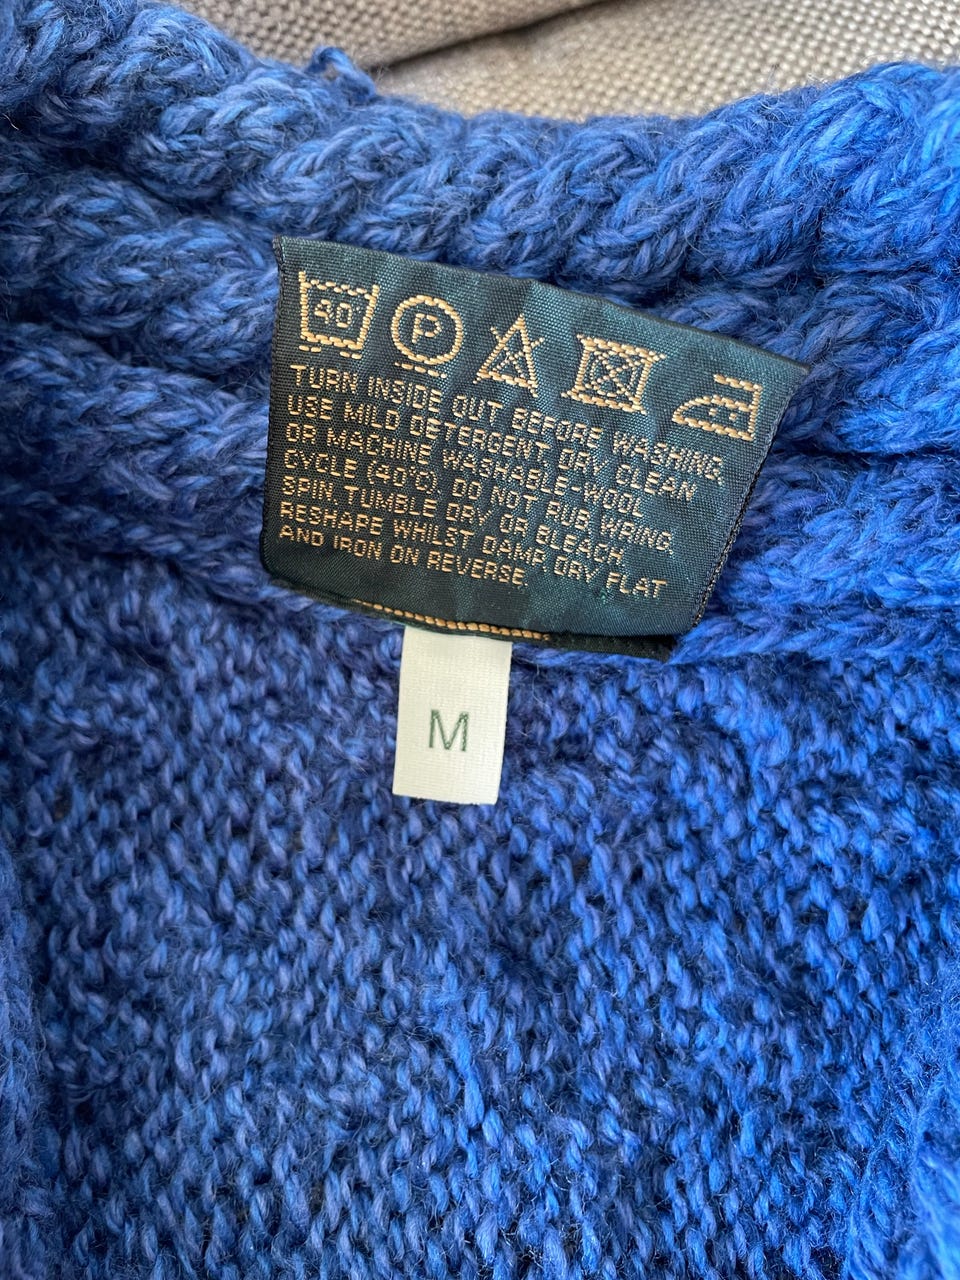 40°
P
TURN INSIDE OUT BEFORE WASHING.
USE MILD DETERGENT. DRY CLEAN
OR MACHINE WASHABLE-WOOL
CYCLE (40°C). DO NOT RUB, WRING,
SPIN, TUMBLE DRY OR BLEACH.
RESHAPE WHILST DAMP. DRY FLAT
AND IRON ON REVERSE.
M